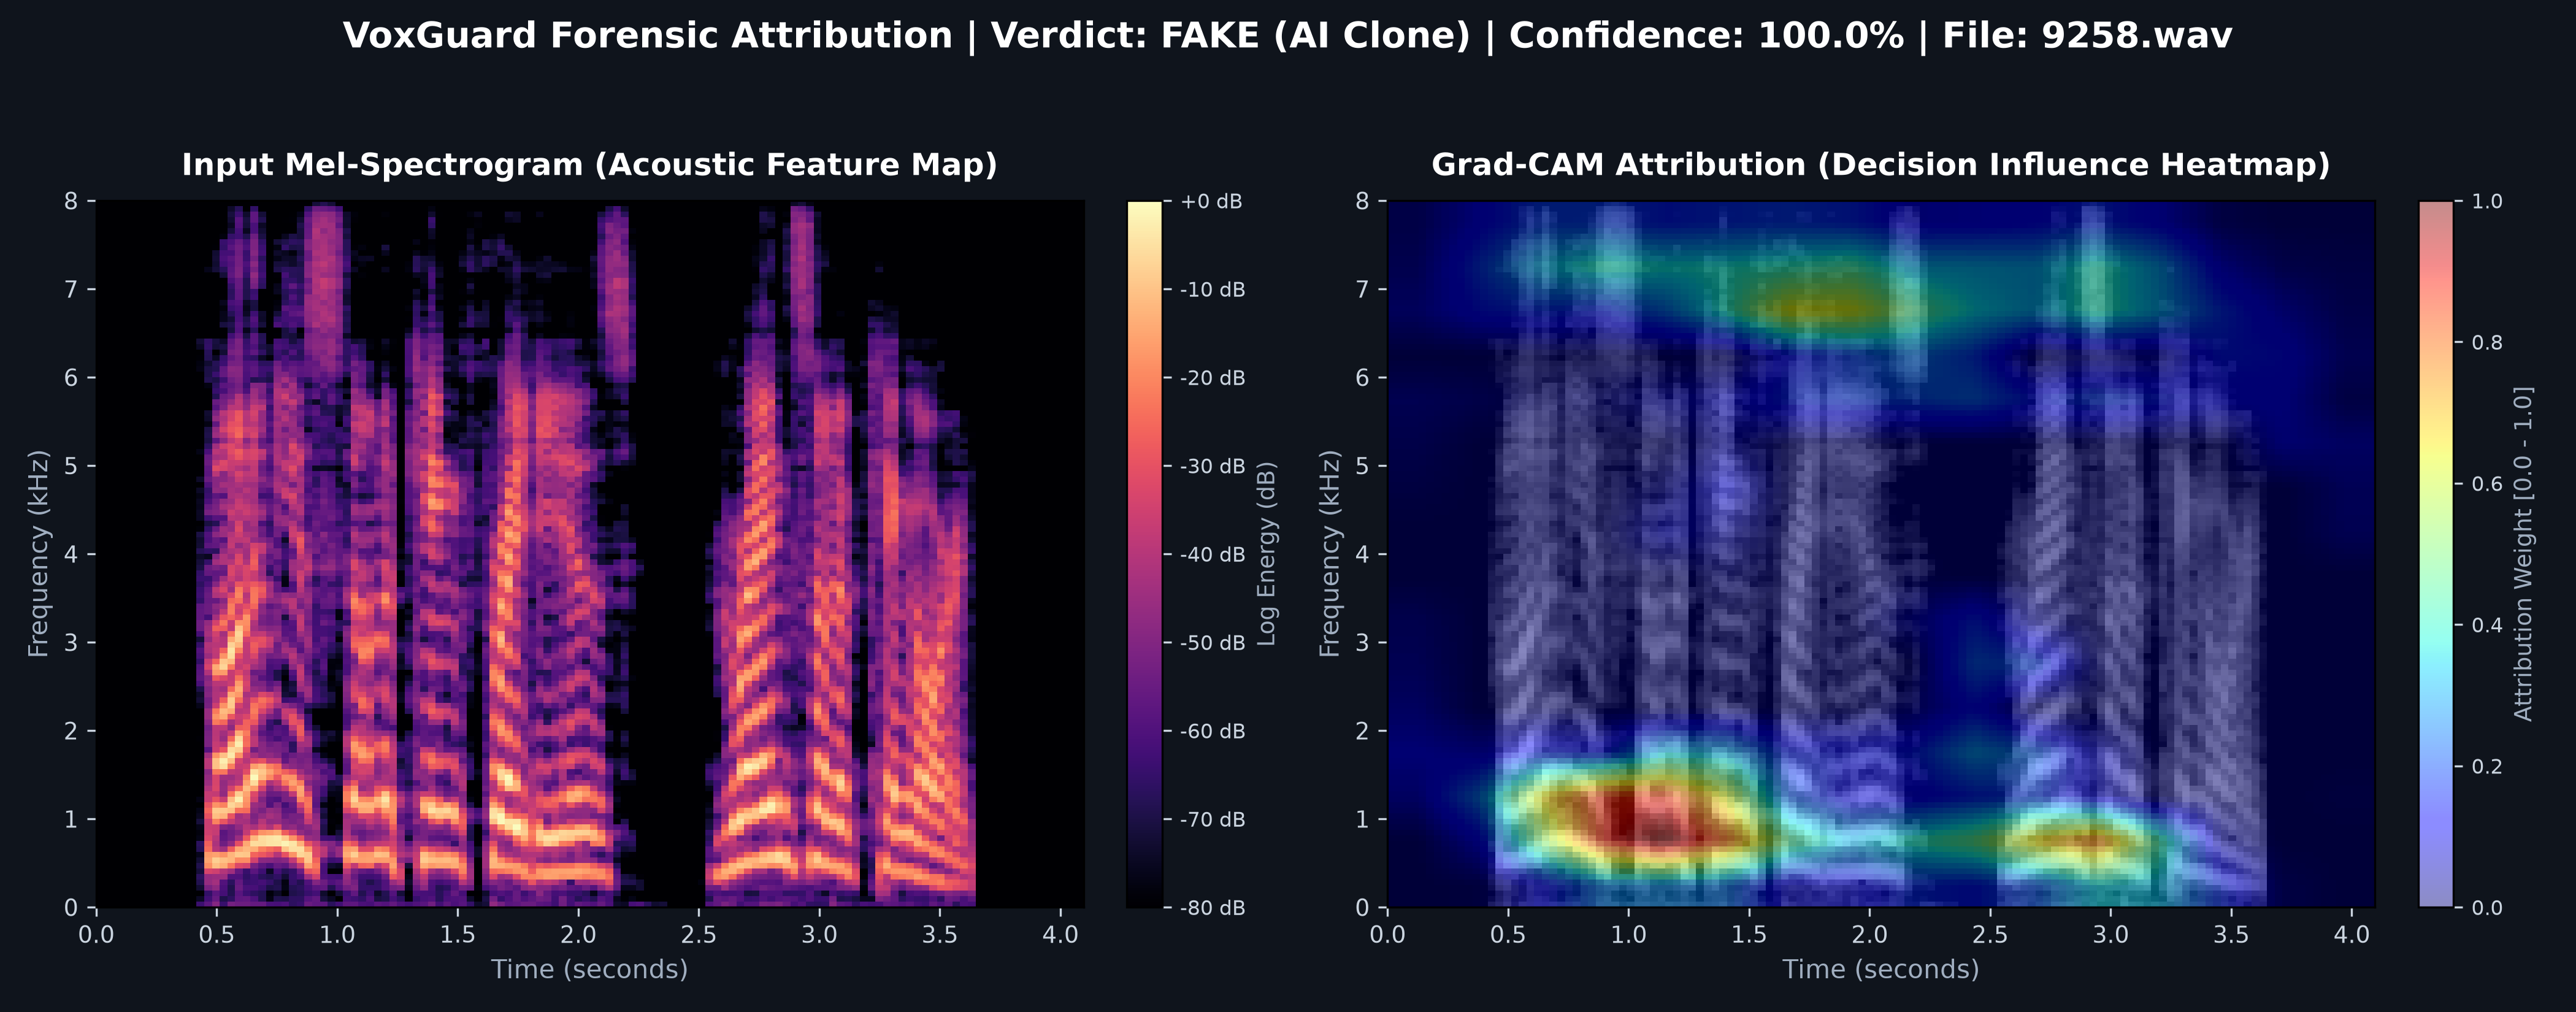 VoxGuard Forensic Attribution | Verdict: FAKE (AI Clone) | Confidence: 100.0% | File: 9258.wav
Input Mel-Spectrogram (Acoustic Feature Map)
Frequency (kHz)
8
7
6
5
4
3
2
1
0
0.0 0.5 1.0 1.5 2.0 2.5 3.0 3.5 4.0
Time (seconds)
+0 dB
-10 dB
-20 dB
-30 dB
-40 dB
-50 dB
-60 dB
-70 dB
-80 dB
Log Energy (dB)
Grad-CAM Attribution (Decision Influence Heatmap)
Frequency (kHz)
8
7
6
5
4
3
2
1
0
0.0 0.5 1.0 1.5 2.0 2.5 3.0 3.5 4.0
Time (seconds)
1.0
0.8
0.6
0.4
0.2
0.0
Attribution Weight [0.0 - 1.0]